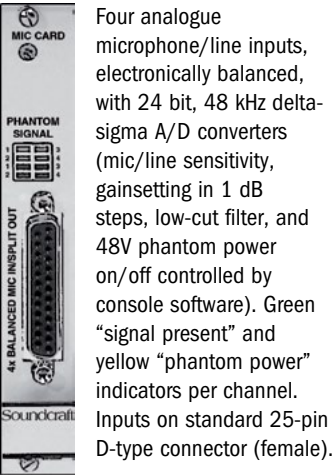 MIC CARD
PHANTOM
SIGNAL
1 3
2 4
1 3
2 4
4x BALANCED MIC IN/SPLIT OUT
Soundcraft
Four analogue
microphone/line inputs,
electronically balanced,
with 24 bit, 48 kHz delta-
sigma A/D converters
(mic/line sensitivity,
gainsetting in 1 dB
steps, low-cut filter, and
48V phantom power
on/off controlled by
console software). Green
“signal present” and
yellow “phantom power”
indicators per channel.
Inputs on standard 25-pin
D-type connector (female).